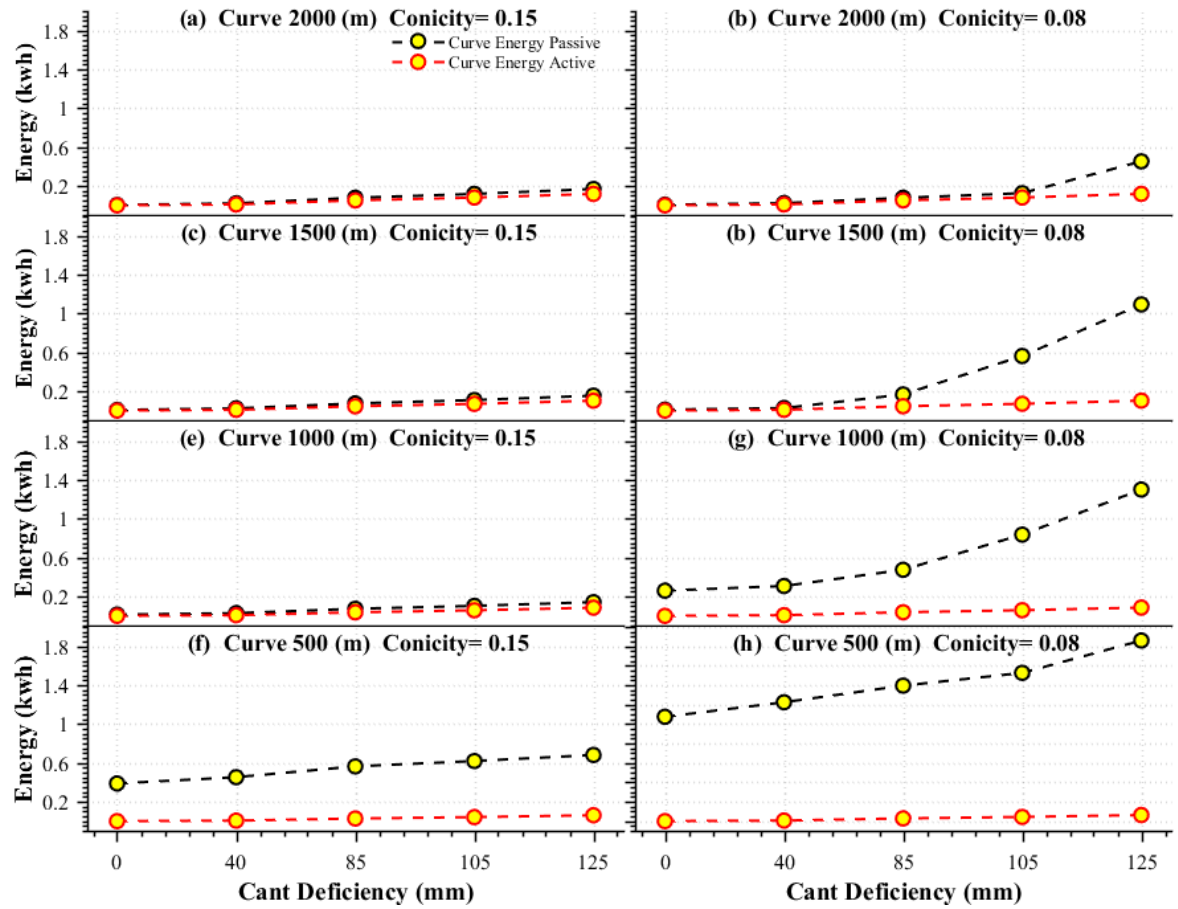 (a) Curve 2000 (m) Conicity= 0.15
Curve Energy Passive
Curve Energy Active
Energy (kwh)
1.8
1.4
1
0.6
0.2
(b) Curve 2000 (m) Conicity= 0.08
(c) Curve 1500 (m) Conicity= 0.15
Energy (kwh)
1.8
1.4
1
0.6
0.2
(b) Curve 1500 (m) Conicity= 0.08
(e) Curve 1000 (m) Conicity= 0.15
Energy (kwh)
1.8
1.4
1
0.6
0.2
(g) Curve 1000 (m) Conicity= 0.08
(f) Curve 500 (m) Conicity= 0.15
Energy (kwh)
1.8
1.4
1
0.6
0.2
(h) Curve 500 (m) Conicity= 0.08
0 40 85 105 125
0 40 85 105 125
Cant Deficiency (mm)
Cant Deficiency (mm)